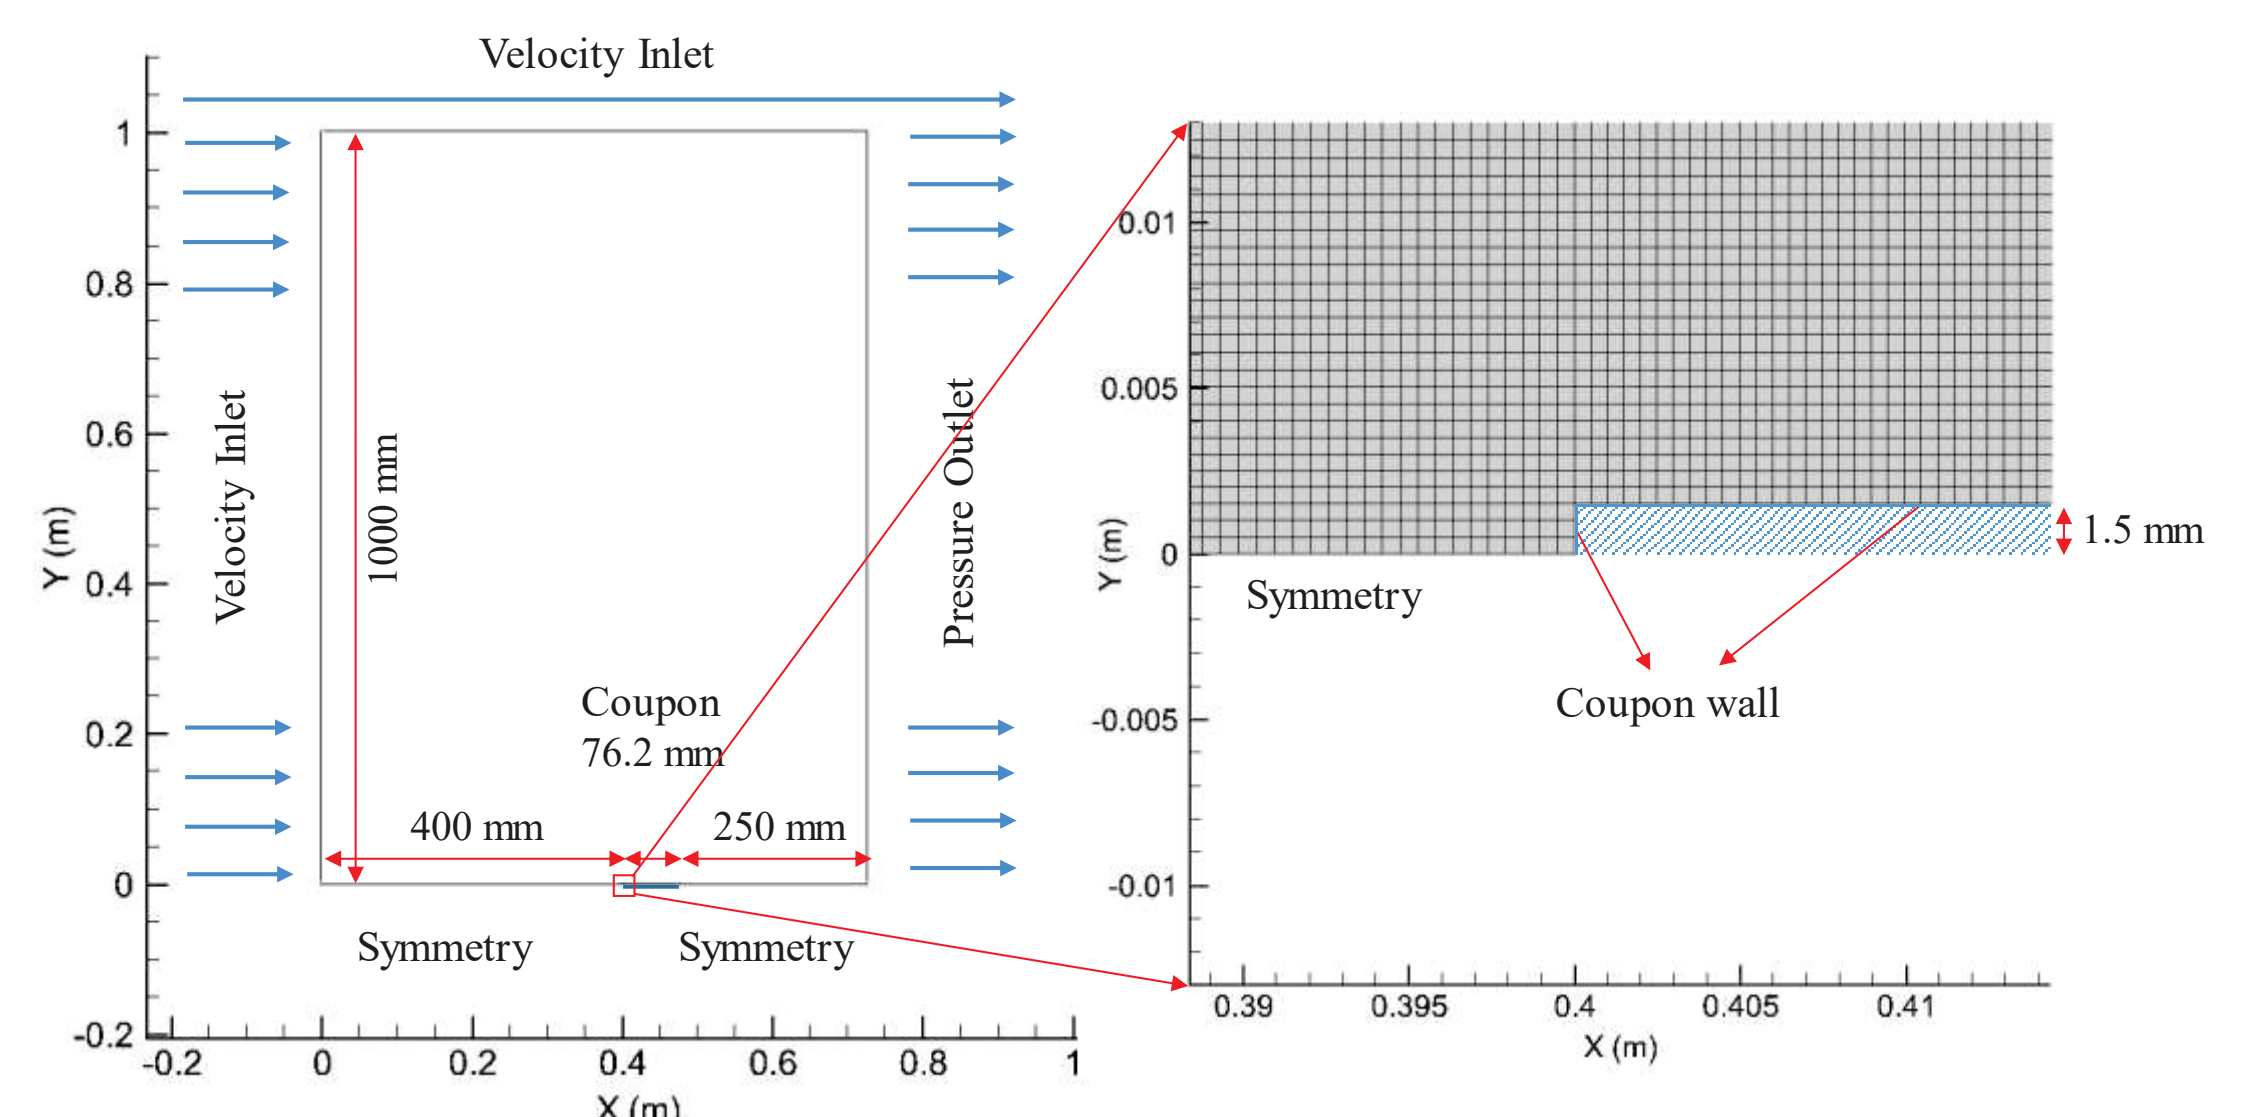 Velocity Inlet
1
0.8
0.6
0.4
0.2
0
-0.2
Y (m)
Velocity Inlet
1000 mm
Pressure Outlet
Coupon
76.2 mm
400 mm
250 mm
Symmetry
Symmetry
-0.2
0
0.2
0.4
0.6
0.8
1
X (m)
0.01
0.005
0
-0.005
-0.01
Y (m)
1.5 mm
Symmetry
Coupon wall
0.39
0.395
0.4
0.405
0.41
X (m)